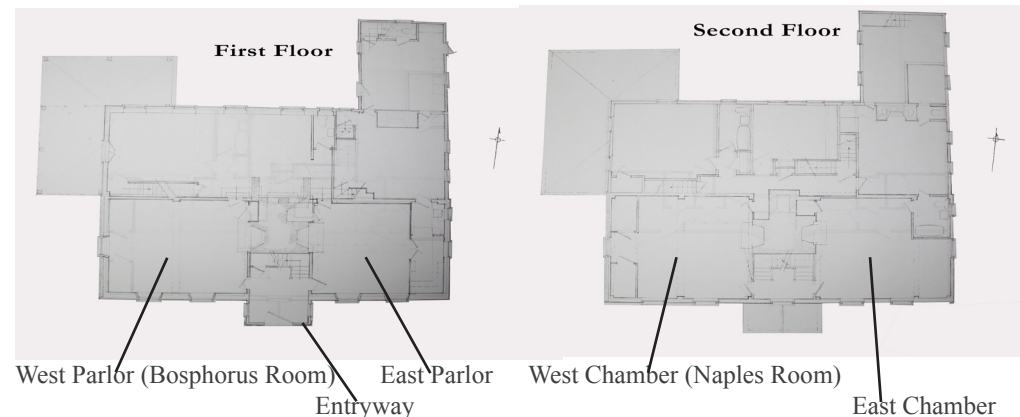 First Floor
Second Floor
West Parlor (Bosphorus Room)
East Parlor
West Chamber (Naples Room)
Entryway
East Chamber